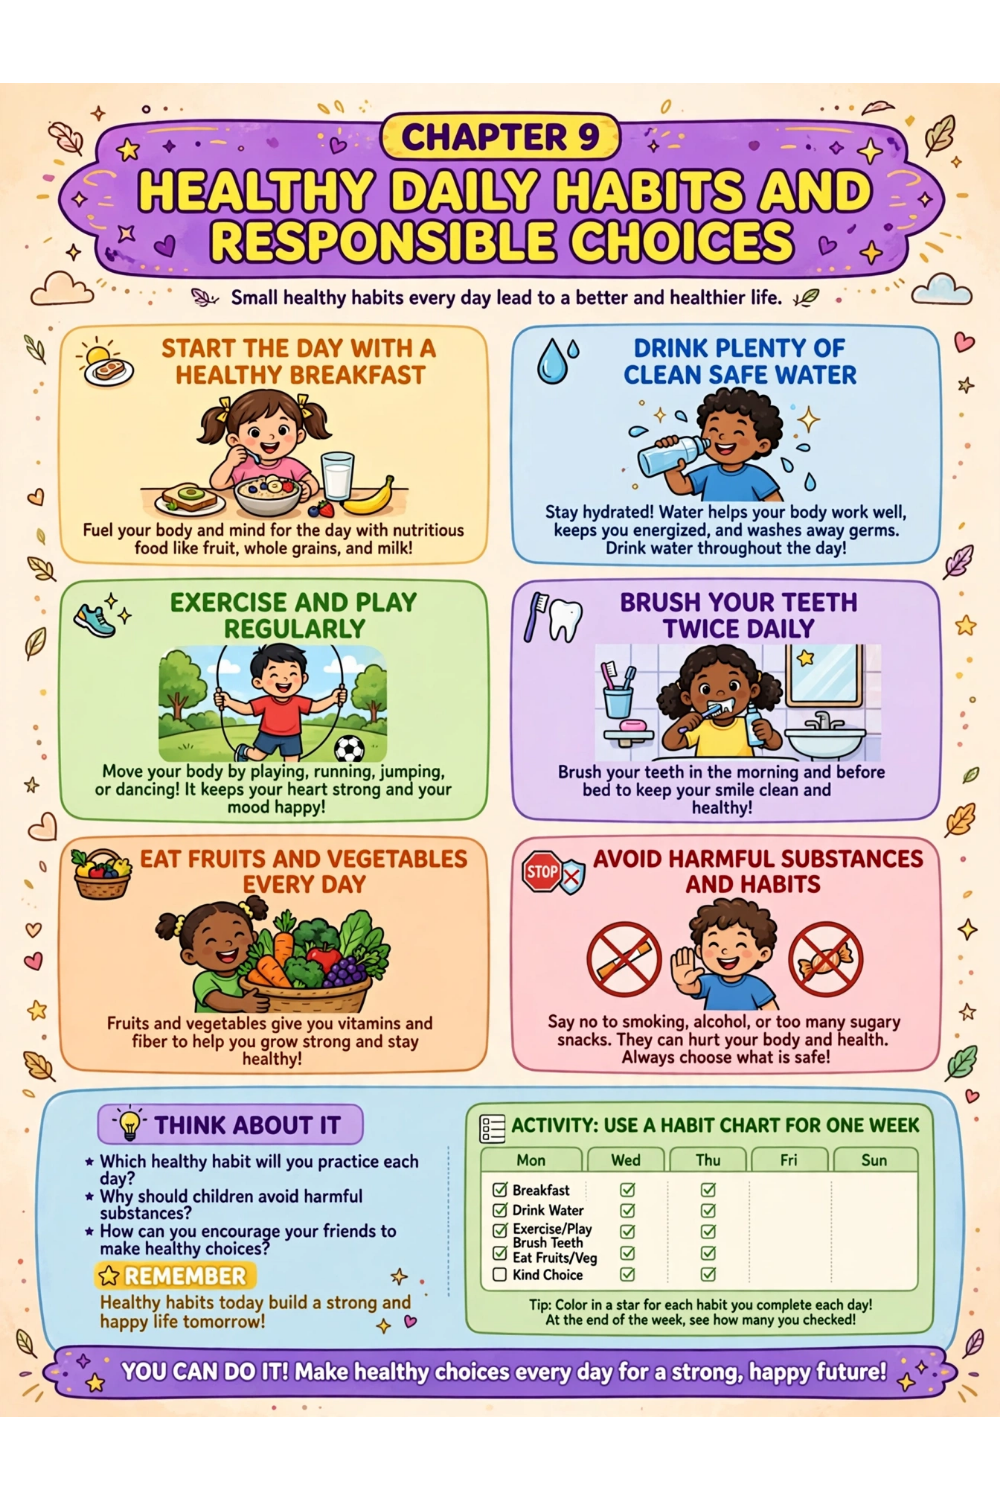 CHAPTER 9
HEALTHY DAILY HABITS AND
RESPONSIBLE CHOICES
Small healthy habits every day lead to a better and healthier life.
START THE DAY WITH A
HEALTHY BREAKFAST
Fuel your body and mind for the day with nutritious
food like fruit, whole grains, and milk!
DRINK PLENTY OF
CLEAN SAFE WATER
Stay hydrated! Water helps your body work well,
keeps you energized, and washes away germs.
Drink water throughout the day!
EXERCISE AND PLAY
REGULARLY
Move your body by playing, running, jumping,
or dancing! It keeps your heart strong and your
mood happy!
BRUSH YOUR TEETH
TWICE DAILY
Brush your teeth in the morning and before
bed to keep your smile clean and
healthy!
EAT FRUITS AND VEGETABLES
EVERY DAY
Fruits and vegetables give you vitamins and
fiber to help you grow strong and stay
healthy!
STOP
AVOID HARMFUL SUBSTANCES
AND HABITS
Say no to smoking, alcohol, or too many sugary
snacks. They can hurt your body and health.
Always choose what is safe!
THINK ABOUT IT
Which healthy habit will you practice each
day?
Why should children avoid harmful
substances?
How can you encourage your friends to
make healthy choices?
REMEMBER
Healthy habits today build a strong and
happy life tomorrow!
ACTIVITY: USE A HABIT CHART FOR ONE WEEK
Mon Wed Thu Fri Sun
Breakfast
Drink Water
Exercise/Play
Brush Teeth
Eat Fruits/Veg
Kind Choice
Tip: Color in a star for each habit you complete each day!
At the end of the week, see how many you checked!
YOU CAN DO IT! Make healthy choices every day for a strong, happy future!